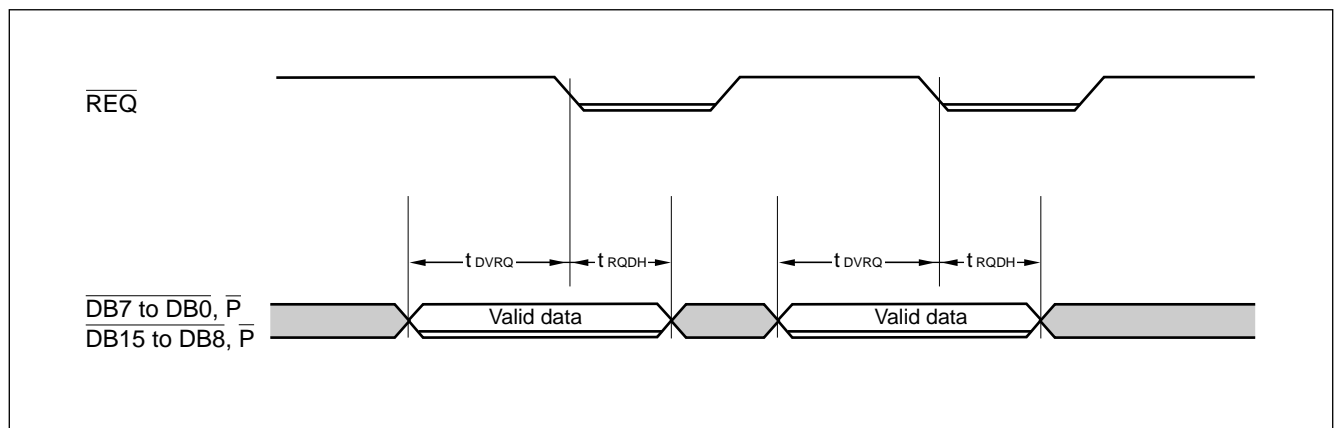 REQ
t DVRQ t RQDH t DVRQ t RQDH
DB7 to DB0, P Valid data Valid data
DB15 to DB8, P